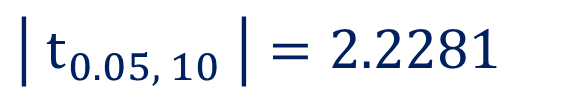 | t₀.₀₅, ₁₀ | = 2.2281